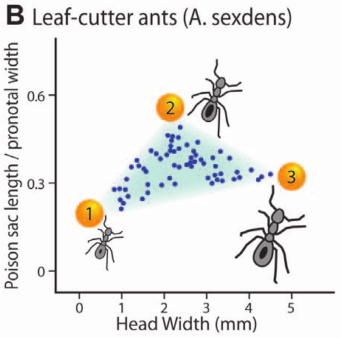 B Leaf-cutter ants (A. sexdens)
Poison sac length / pronotal width
0.6
0.3
0
2
3
1
0 1 2 3 4 5
Head Width (mm)